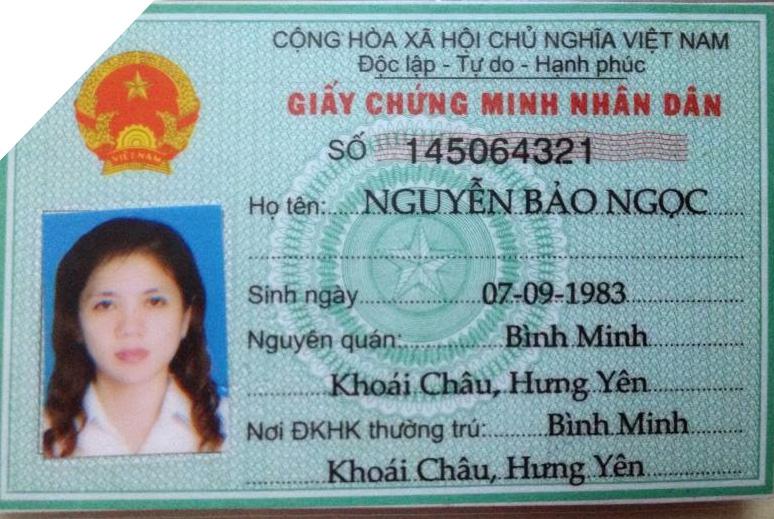 CỘNG HÒA XÃ HỘI CHỦ NGHĨA VIỆT NAM
Độc lập - Tự do - Hạnh phúc
GIẤY CHỨNG MINH NHÂN DÂN
SỐ 145064321
VIỆT NAM
Họ tên: NGUYỄN BẢO NGỌC
Sinh ngày 07-09-1983
Nguyên quán: Bình Minh
Khoái Châu, Hưng Yên
Nơi ĐKHK thường trú: Bình Minh
Khoái Châu, Hưng Yên